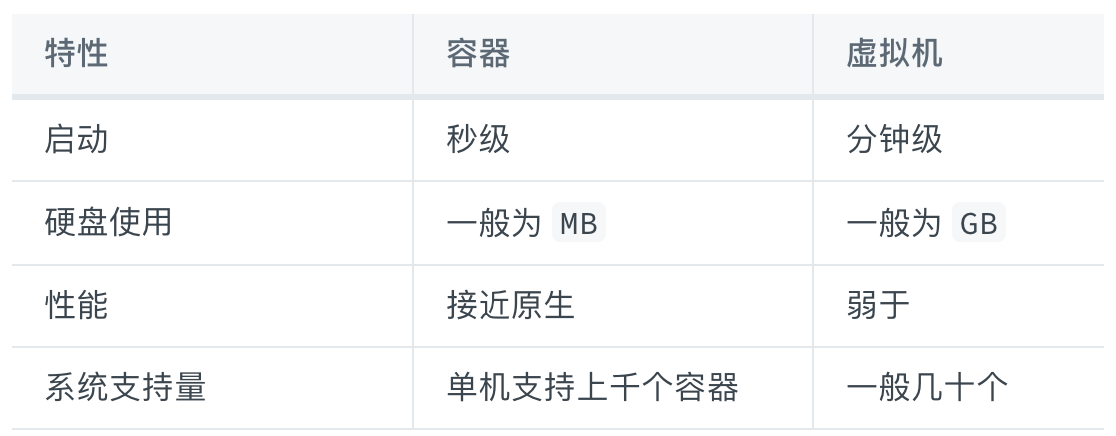 特性 容器 虚拟机
启动 秒级 分钟级
硬盘使用 一般为 MB 一般为 GB
性能 接近原生 弱于
系统支持量 单机支持上千个容器 一般几十个